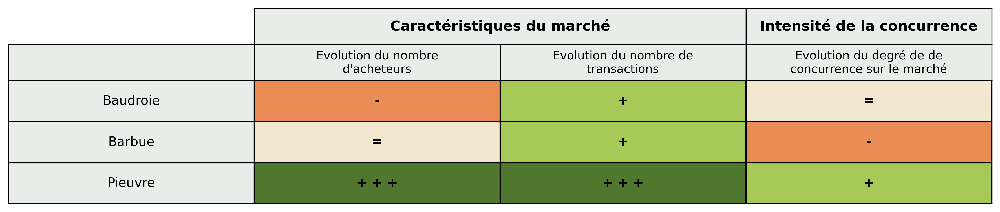 Caractéristiques du marché
Intensité de la concurrence
Evolution du nombre
d'acheteurs
Evolution du nombre de
transactions
Evolution du degré de de
concurrence sur le marché
Baudroie
-
+
=
Barbue
=
+
-
Pieuvre
+ + +
+ + +
+